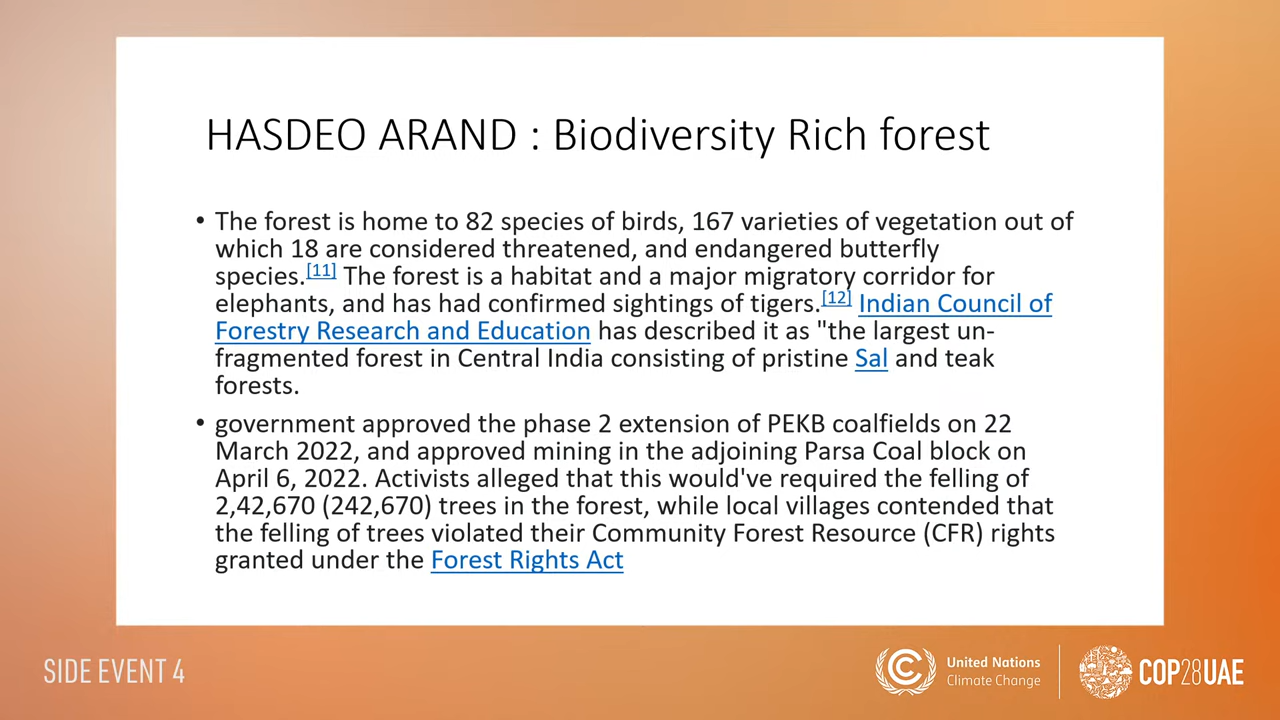 HASDEO ARAND : Biodiversity Rich forest
• The forest is home to 82 species of birds, 167 varieties of vegetation out of
which 18 are considered threatened, and endangered butterfly
species.[11] The forest is a habitat and a major migratory corridor for
elephants, and has had confirmed sightings of tigers.[12] Indian Council of
Forestry Research and Education has described it as "the largest un-
fragmented forest in Central India consisting of pristine Sal and teak
forests.
• government approved the phase 2 extension of PEKB coalfields on 22
March 2022, and approved mining in the adjoining Parsa Coal block on
April 6, 2022. Activists alleged that this would've required the felling of
2,42,670 (242,670) trees in the forest, while local villages contended that
the felling of trees violated their Community Forest Resource (CFR) rights
granted under the Forest Rights Act
SIDE EVENT 4
United Nations
Climate Change
COP28UAE